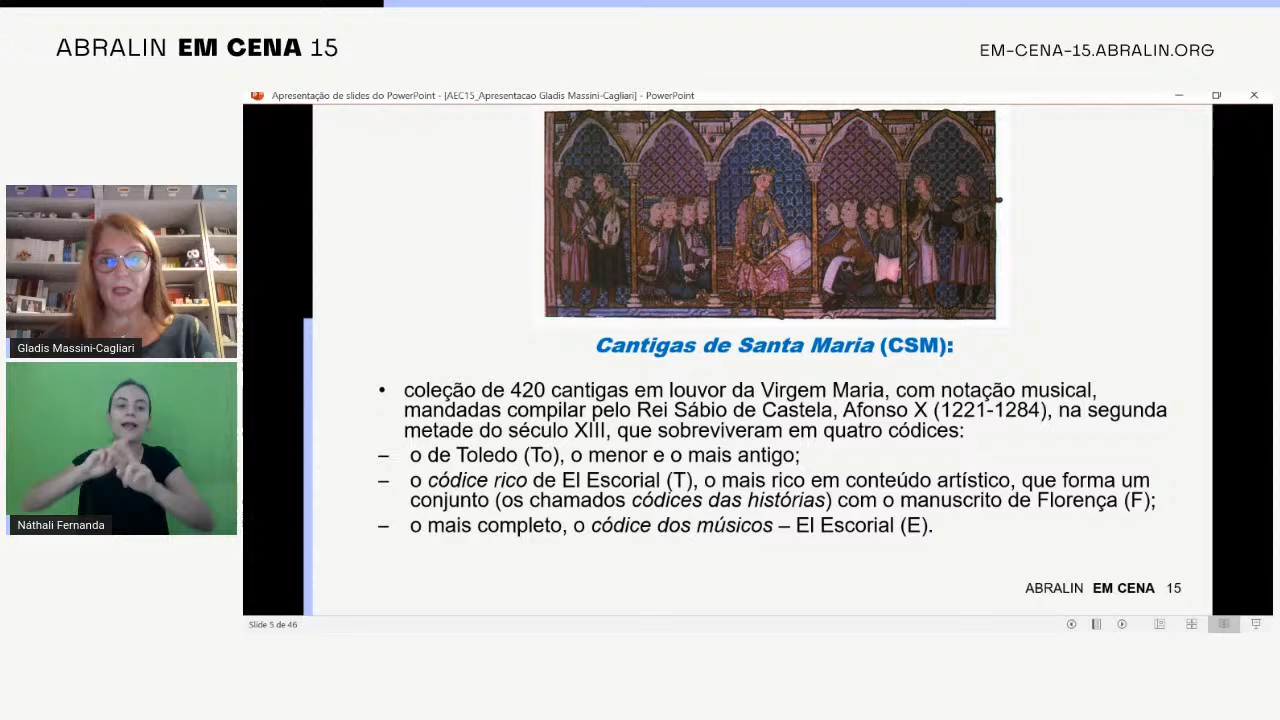 ABRALIN EM CENA 15
EM-CENA-15.ABRALIN.ORG
Apresentação de slides do PowerPoint - [AEC15_Apresentacao Gladis Massini-Cagliari] - PowerPoint
Gladis Massini-Cagliari
Náthali Fernanda
Cantigas de Santa Maria (CSM):
• coleção de 420 cantigas em louvor da Virgem Maria, com notação musical,
mandadas compilar pelo Rei Sábio de Castela, Afonso X (1221-1284), na segunda
metade do século XIII, que sobreviveram em quatro códices:
– o de Toledo (To), o menor e o mais antigo;
– o códice rico de El Escorial (T), o mais rico em conteúdo artístico, que forma um
conjunto (os chamados códices das histórias) com o manuscrito de Florença (F);
– o mais completo, o códice dos músicos – El Escorial (E).
ABRALIN EM CENA 15
Slide 5 de 46